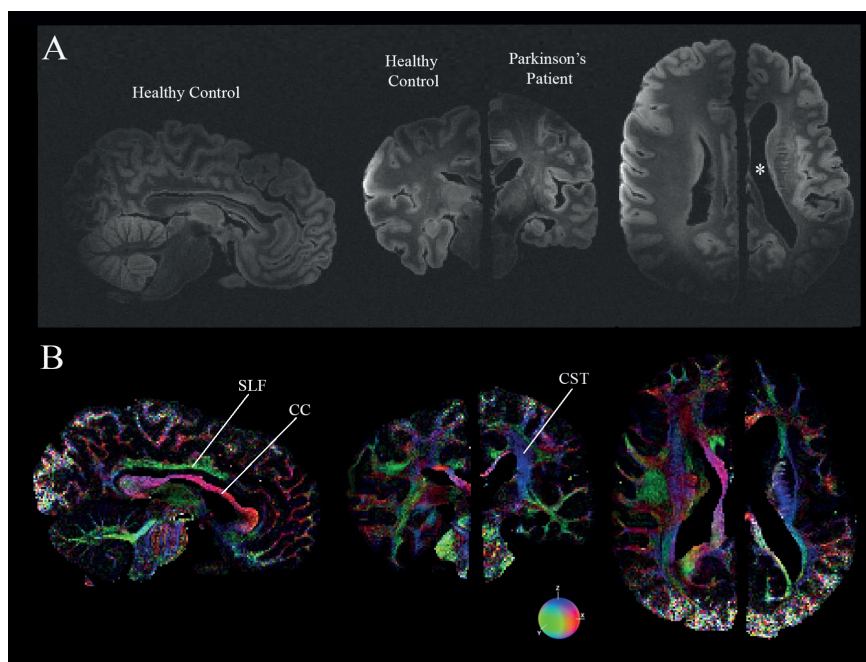 A
Healthy Control
Healthy
Control
Parkinson's
Patient
*
B
SLF
CC
CST
Z
X
Y